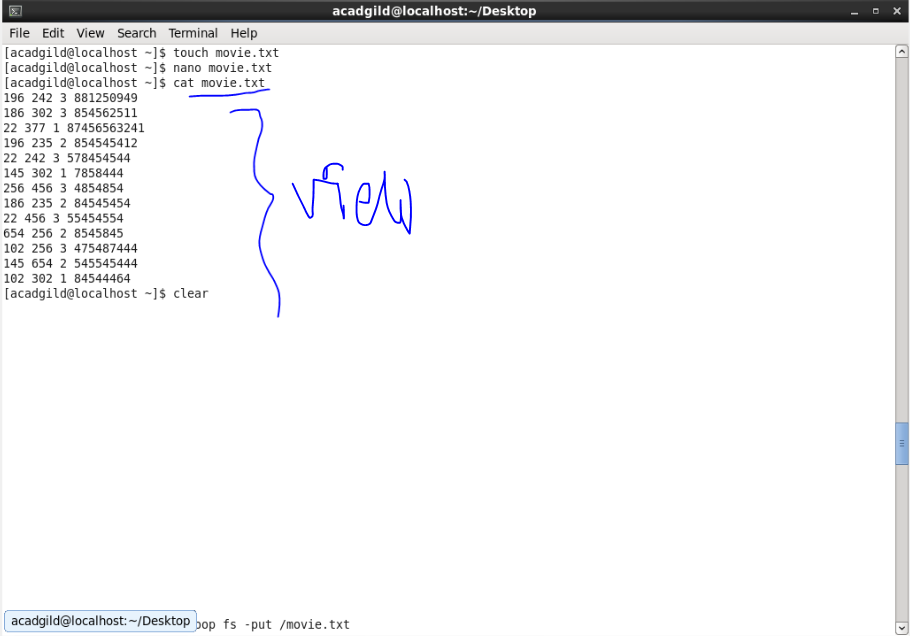 acadgild@localhost:~/Desktop
File Edit View Search Terminal Help
[acadgild@localhost ~]$ touch movie.txt
[acadgild@localhost ~]$ nano movie.txt
[acadgild@localhost ~]$ cat movie.txt
196 242 3 881250949
186 302 3 854562511
22 377 1 87456563241
196 235 2 854545412
22 242 3 578454544
145 302 1 7858444
256 456 3 4854854
186 235 2 84545454
22 456 3 55454554
654 256 2 8545845
102 256 3 475487444
145 654 2 545545444
102 302 1 84544464
[acadgild@localhost ~]$ clear
view
acadgild@localhost:~/Desktop oop fs -put /movie.txt